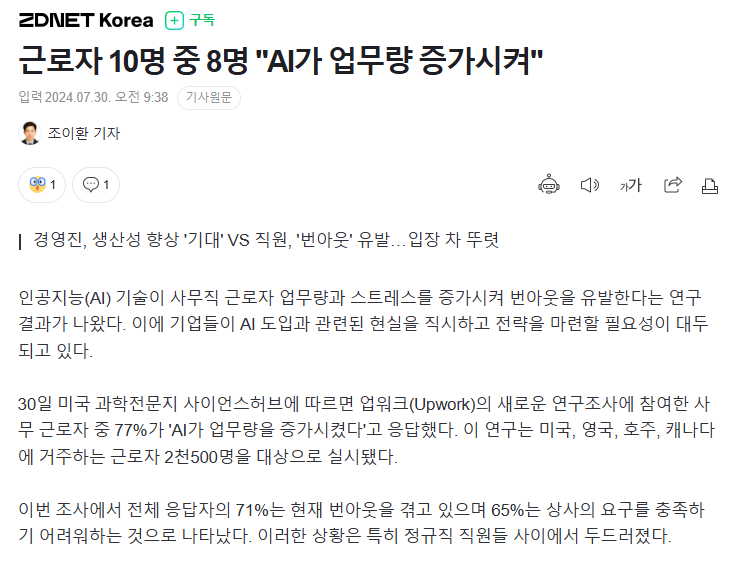 ZDNET Korea 구독
근로자 10명 중 8명 "AI가 업무량 증가시켜"
입력 2024.07.30. 오전 9:38 기사원문
조이환 기자
1 1 가가
경영진, 생산성 향상 '기대' VS 직원, '번아웃' 유발…입장 차 뚜렷
인공지능(AI) 기술이 사무직 근로자 업무량과 스트레스를 증가시켜 번아웃을 유발한다는 연구
결과가 나왔다. 이에 기업들이 AI 도입과 관련된 현실을 직시하고 전략을 마련할 필요성이 대두
되고 있다.
30일 미국 과학전문지 사이언스허브에 따르면 업워크(Upwork)의 새로운 연구조사에 참여한 사
무 근로자 중 77%가 'AI가 업무량을 증가시켰다'고 응답했다. 이 연구는 미국, 영국, 호주, 캐나다
에 거주하는 근로자 2천500명을 대상으로 실시됐다.
이번 조사에서 전체 응답자의 71%는 현재 번아웃을 겪고 있으며 65%는 상사의 요구를 충족하
기 어려워하는 것으로 나타났다. 이러한 상황은 특히 정규직 직원들 사이에서 두드러졌다.